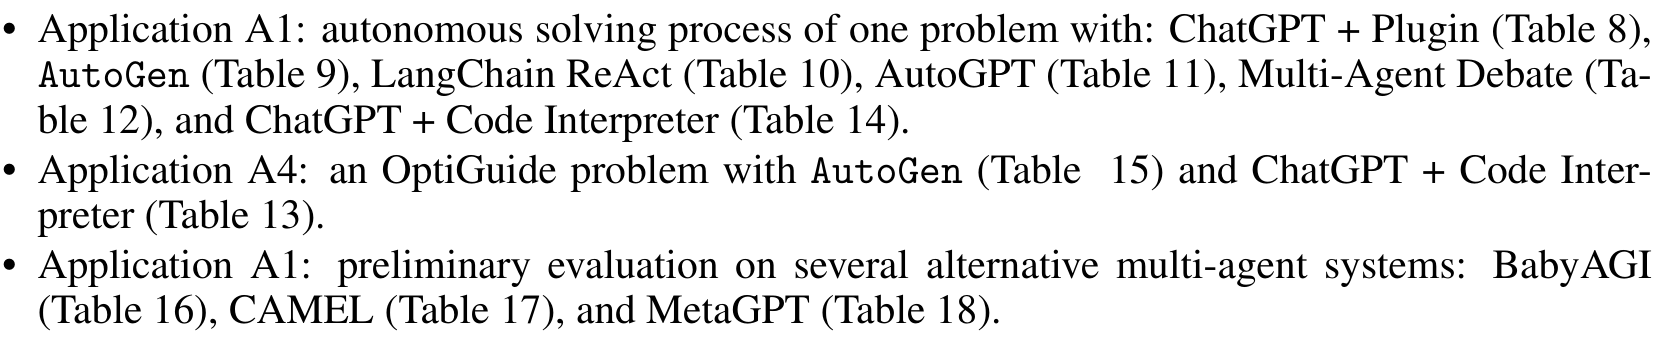 • Application A1: autonomous solving process of one problem with: ChatGPT + Plugin (Table 8),
AutoGen (Table 9), LangChain ReAct (Table 10), AutoGPT (Table 11), Multi-Agent Debate (Ta-
ble 12), and ChatGPT + Code Interpreter (Table 14).
• Application A4: an OptiGuide problem with AutoGen (Table 15) and ChatGPT + Code Inter-
preter (Table 13).
• Application A1: preliminary evaluation on several alternative multi-agent systems: BabyAGI
(Table 16), CAMEL (Table 17), and MetaGPT (Table 18).